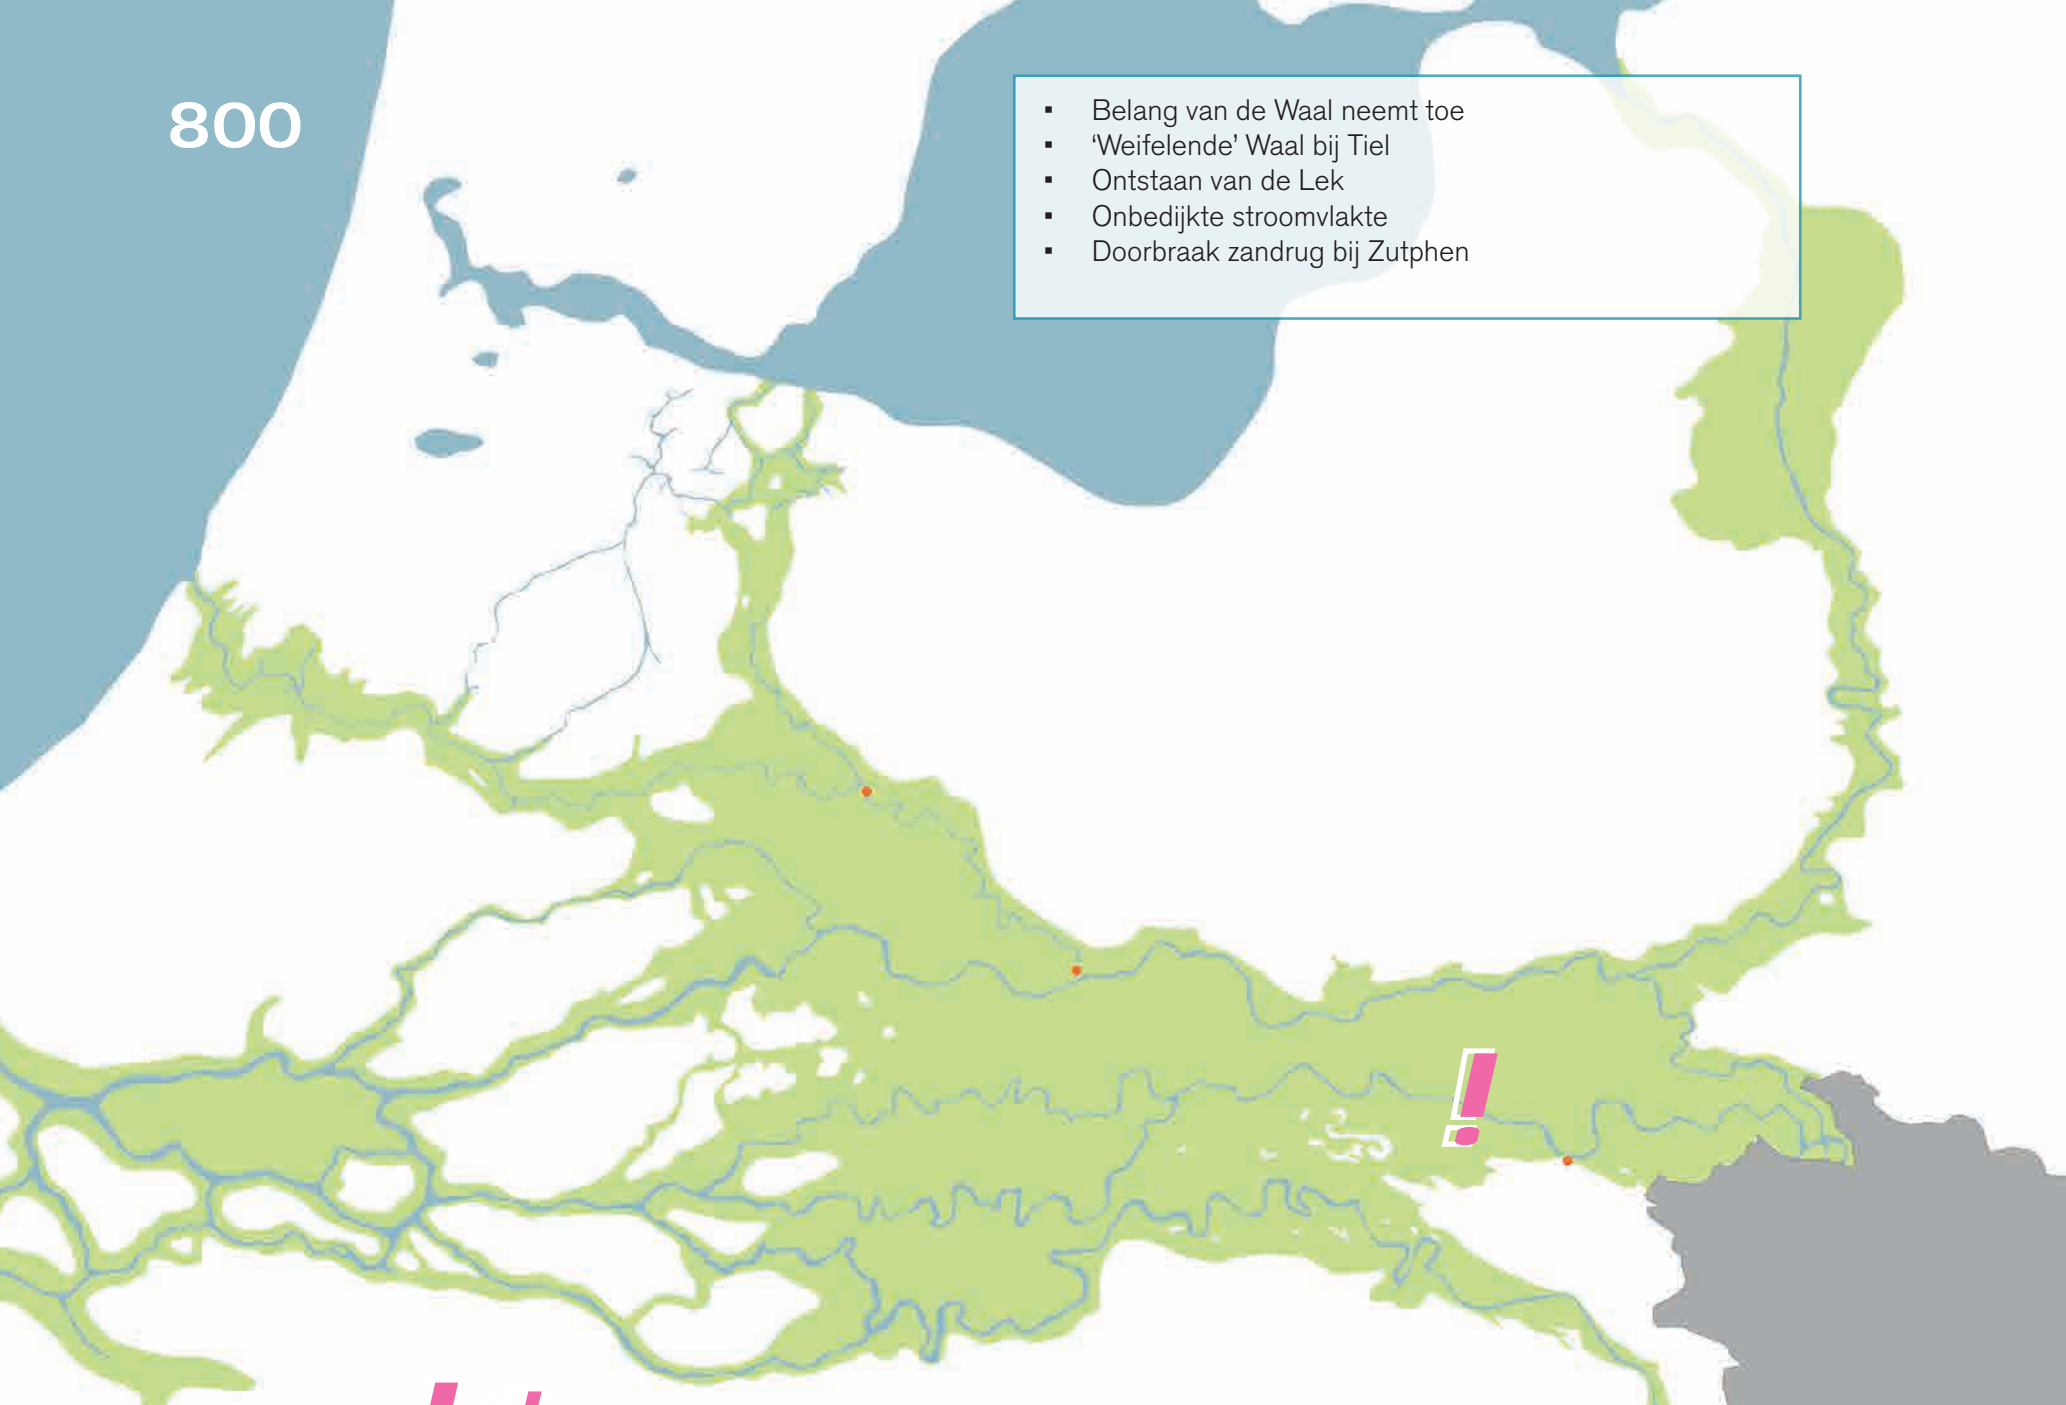 800
▪ Belang van de Waal neemt toe
▪ ‘Weifelende’ Waal bij Tiel
▪ Ontstaan van de Lek
▪ Onbedijkte stroomvlakte
▪ Doorbraak zandrug bij Zutphen
!